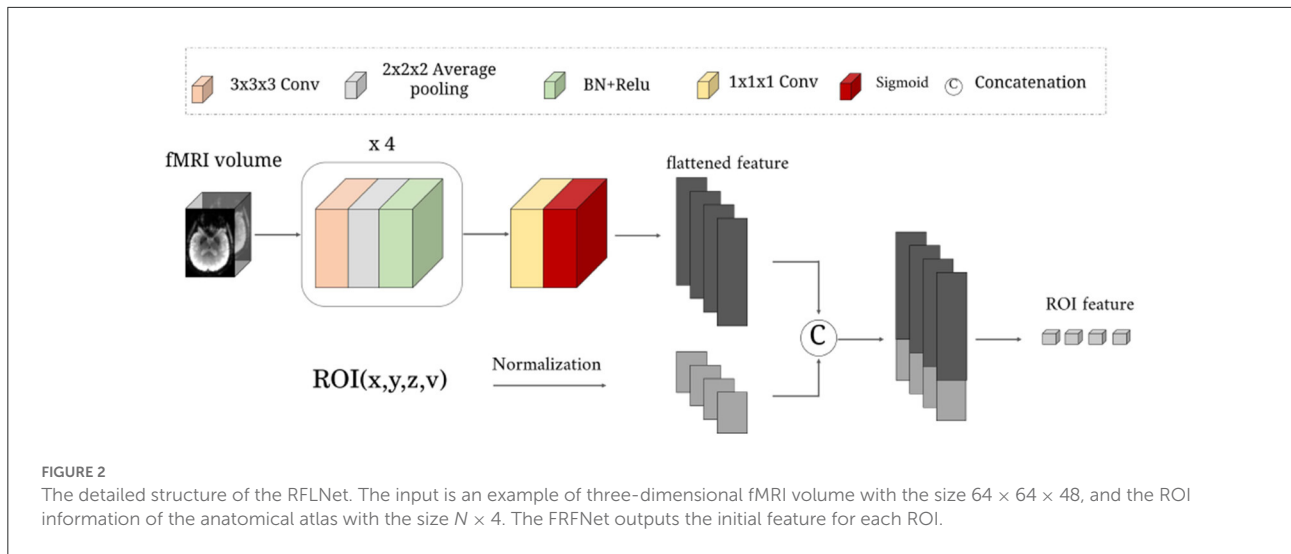 3x3x3 Conv
2x2x2 Average
pooling
BN+Relu
1x1x1 Conv
Sigmoid
C
Concatenation
x 4
fMRI volume
flattened feature
C
ROI feature
Normalization
ROI(x,y,z,v)
FIGURE 2
The detailed structure of the RFLNet. The input is an example of three-dimensional fMRI volume with the size 64 × 64 × 48, and the ROI
information of the anatomical atlas with the size N × 4. The FRFNet outputs the initial feature for each ROI.